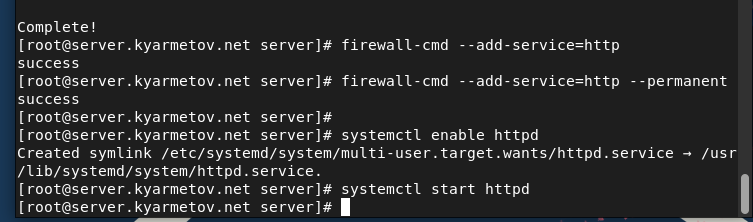 Complete!
[root@server.kyarmetov.net server]# firewall-cmd --add-service=http
success
[root@server.kyarmetov.net server]# firewall-cmd --add-service=http --permanent
success
[root@server.kyarmetov.net server]#
[root@server.kyarmetov.net server]# systemctl enable httpd
Created symlink /etc/systemd/system/multi-user.target.wants/httpd.service → /usr
/lib/systemd/system/httpd.service.
[root@server.kyarmetov.net server]# systemctl start httpd
[root@server.kyarmetov.net server]#